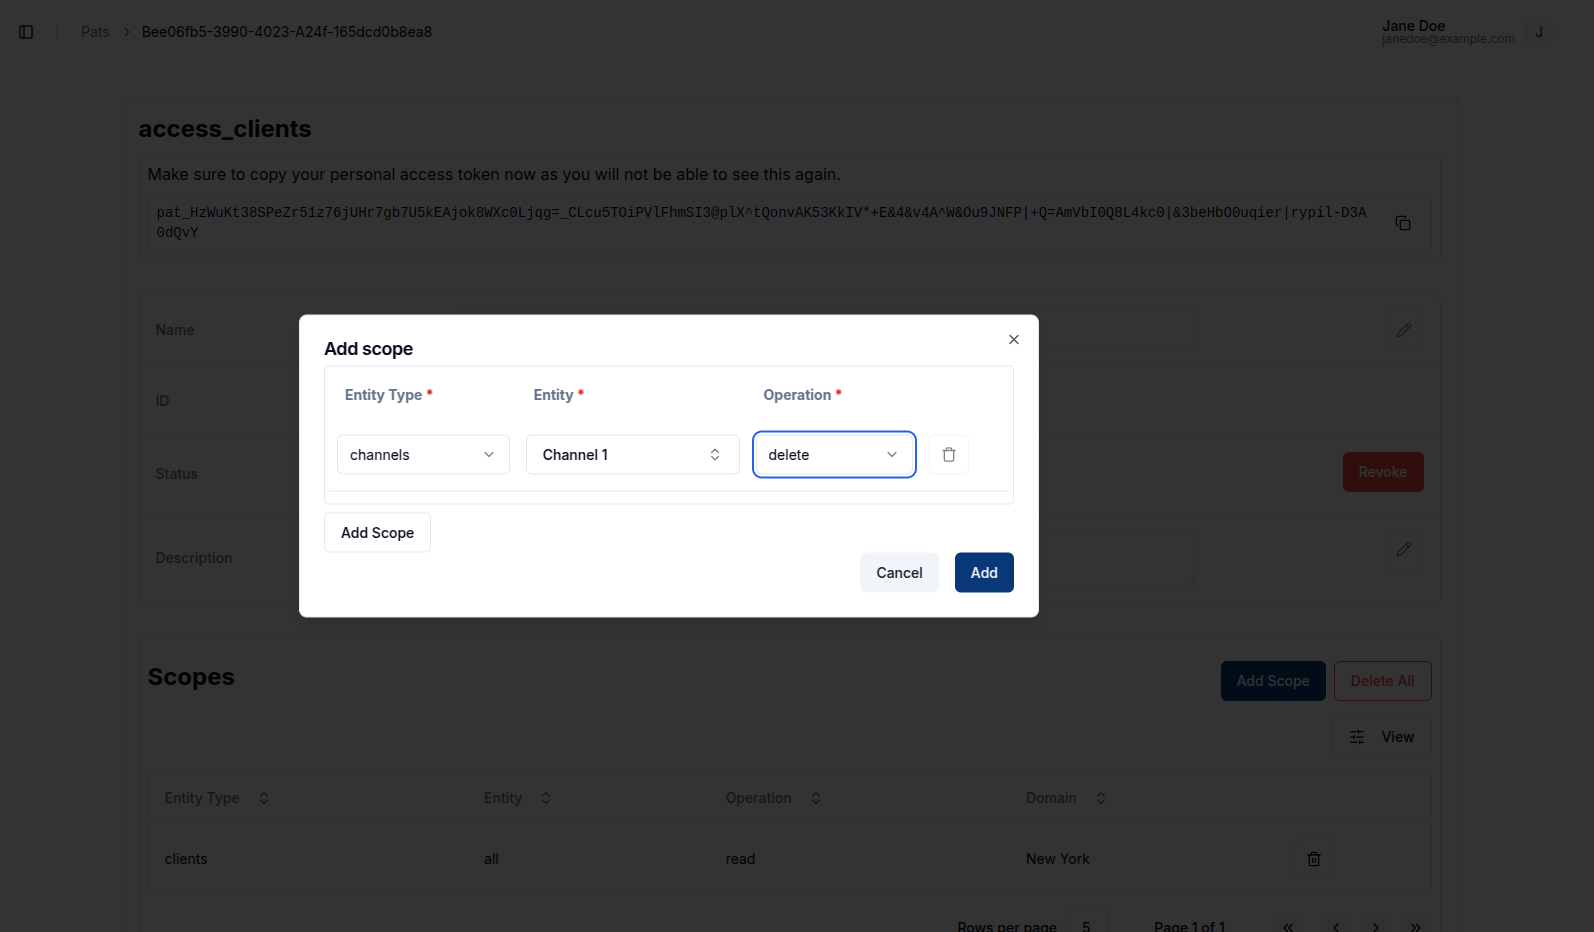 Pats > Bee06fb5-3990-4023-A24f-165dcd0b8ea8
Jane Doe
janedoe@example.com
J
access_clients
Make sure to copy your personal access token now as you will not be able to see this again.
pat_HzWuKt38SPeZr51z76jUHr7gb7U5kEAjok8WXc0Ljqg=_CLcu5TOiPVlFhmSI3@plX^tQonvAK53KkIV*+E&4&v4A^W&Ou9JNFP|+Q=AmVbI0Q8L4kc0|&3beHbO0uqier|rypil-D3A
0dQvY
Name
ID
Status
Revoke
Description
Add scope
Entity Type * Entity * Operation *
channels Channel 1 delete
Add Scope
Cancel Add
Scopes
Add Scope Delete All
View
Entity Type Entity Operation Domain
clients all read New York
Rows per page 5 Page 1 of 1